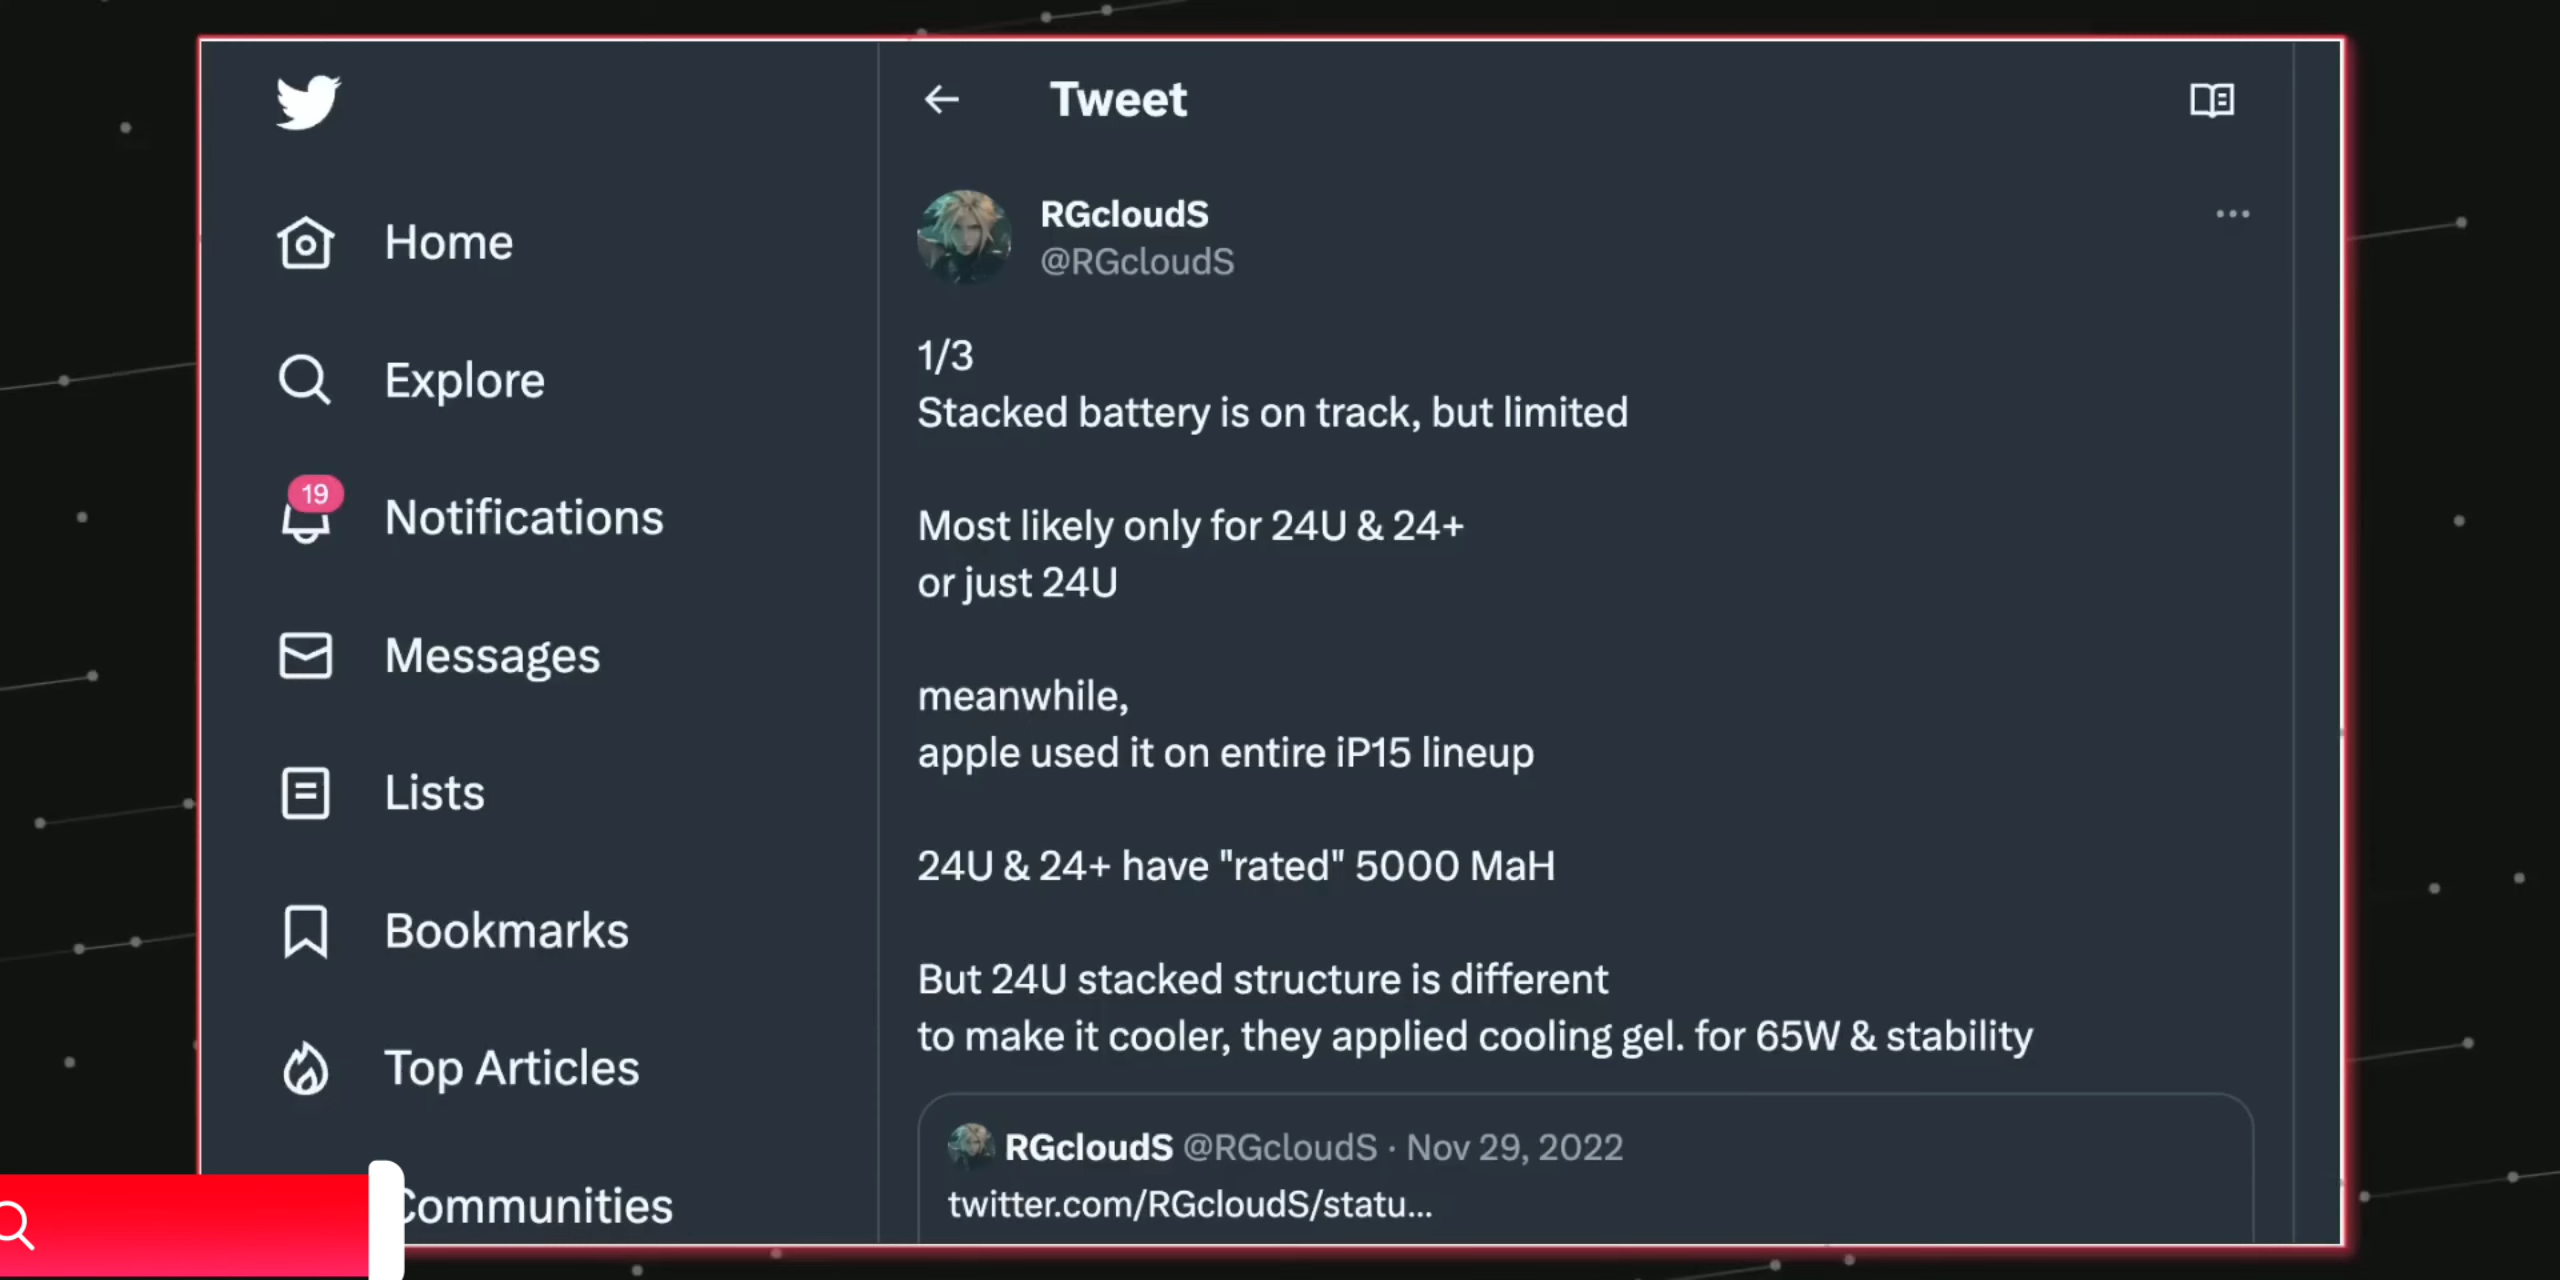 Home
Explore
19
Notifications
Messages
Lists
Bookmarks
Top Articles
Communities
Tweet
RGcloudS
@RGcloudS
1/3
Stacked battery is on track, but limited
Most likely only for 24U & 24+
or just 24U
meanwhile,
apple used it on entire iP15 lineup
24U & 24+ have "rated" 5000 MaH
But 24U stacked structure is different
to make it cooler, they applied cooling gel. for 65W & stability
RGcloudS @RGcloudS · Nov 29, 2022
twitter.com/RGcloudS/statu...